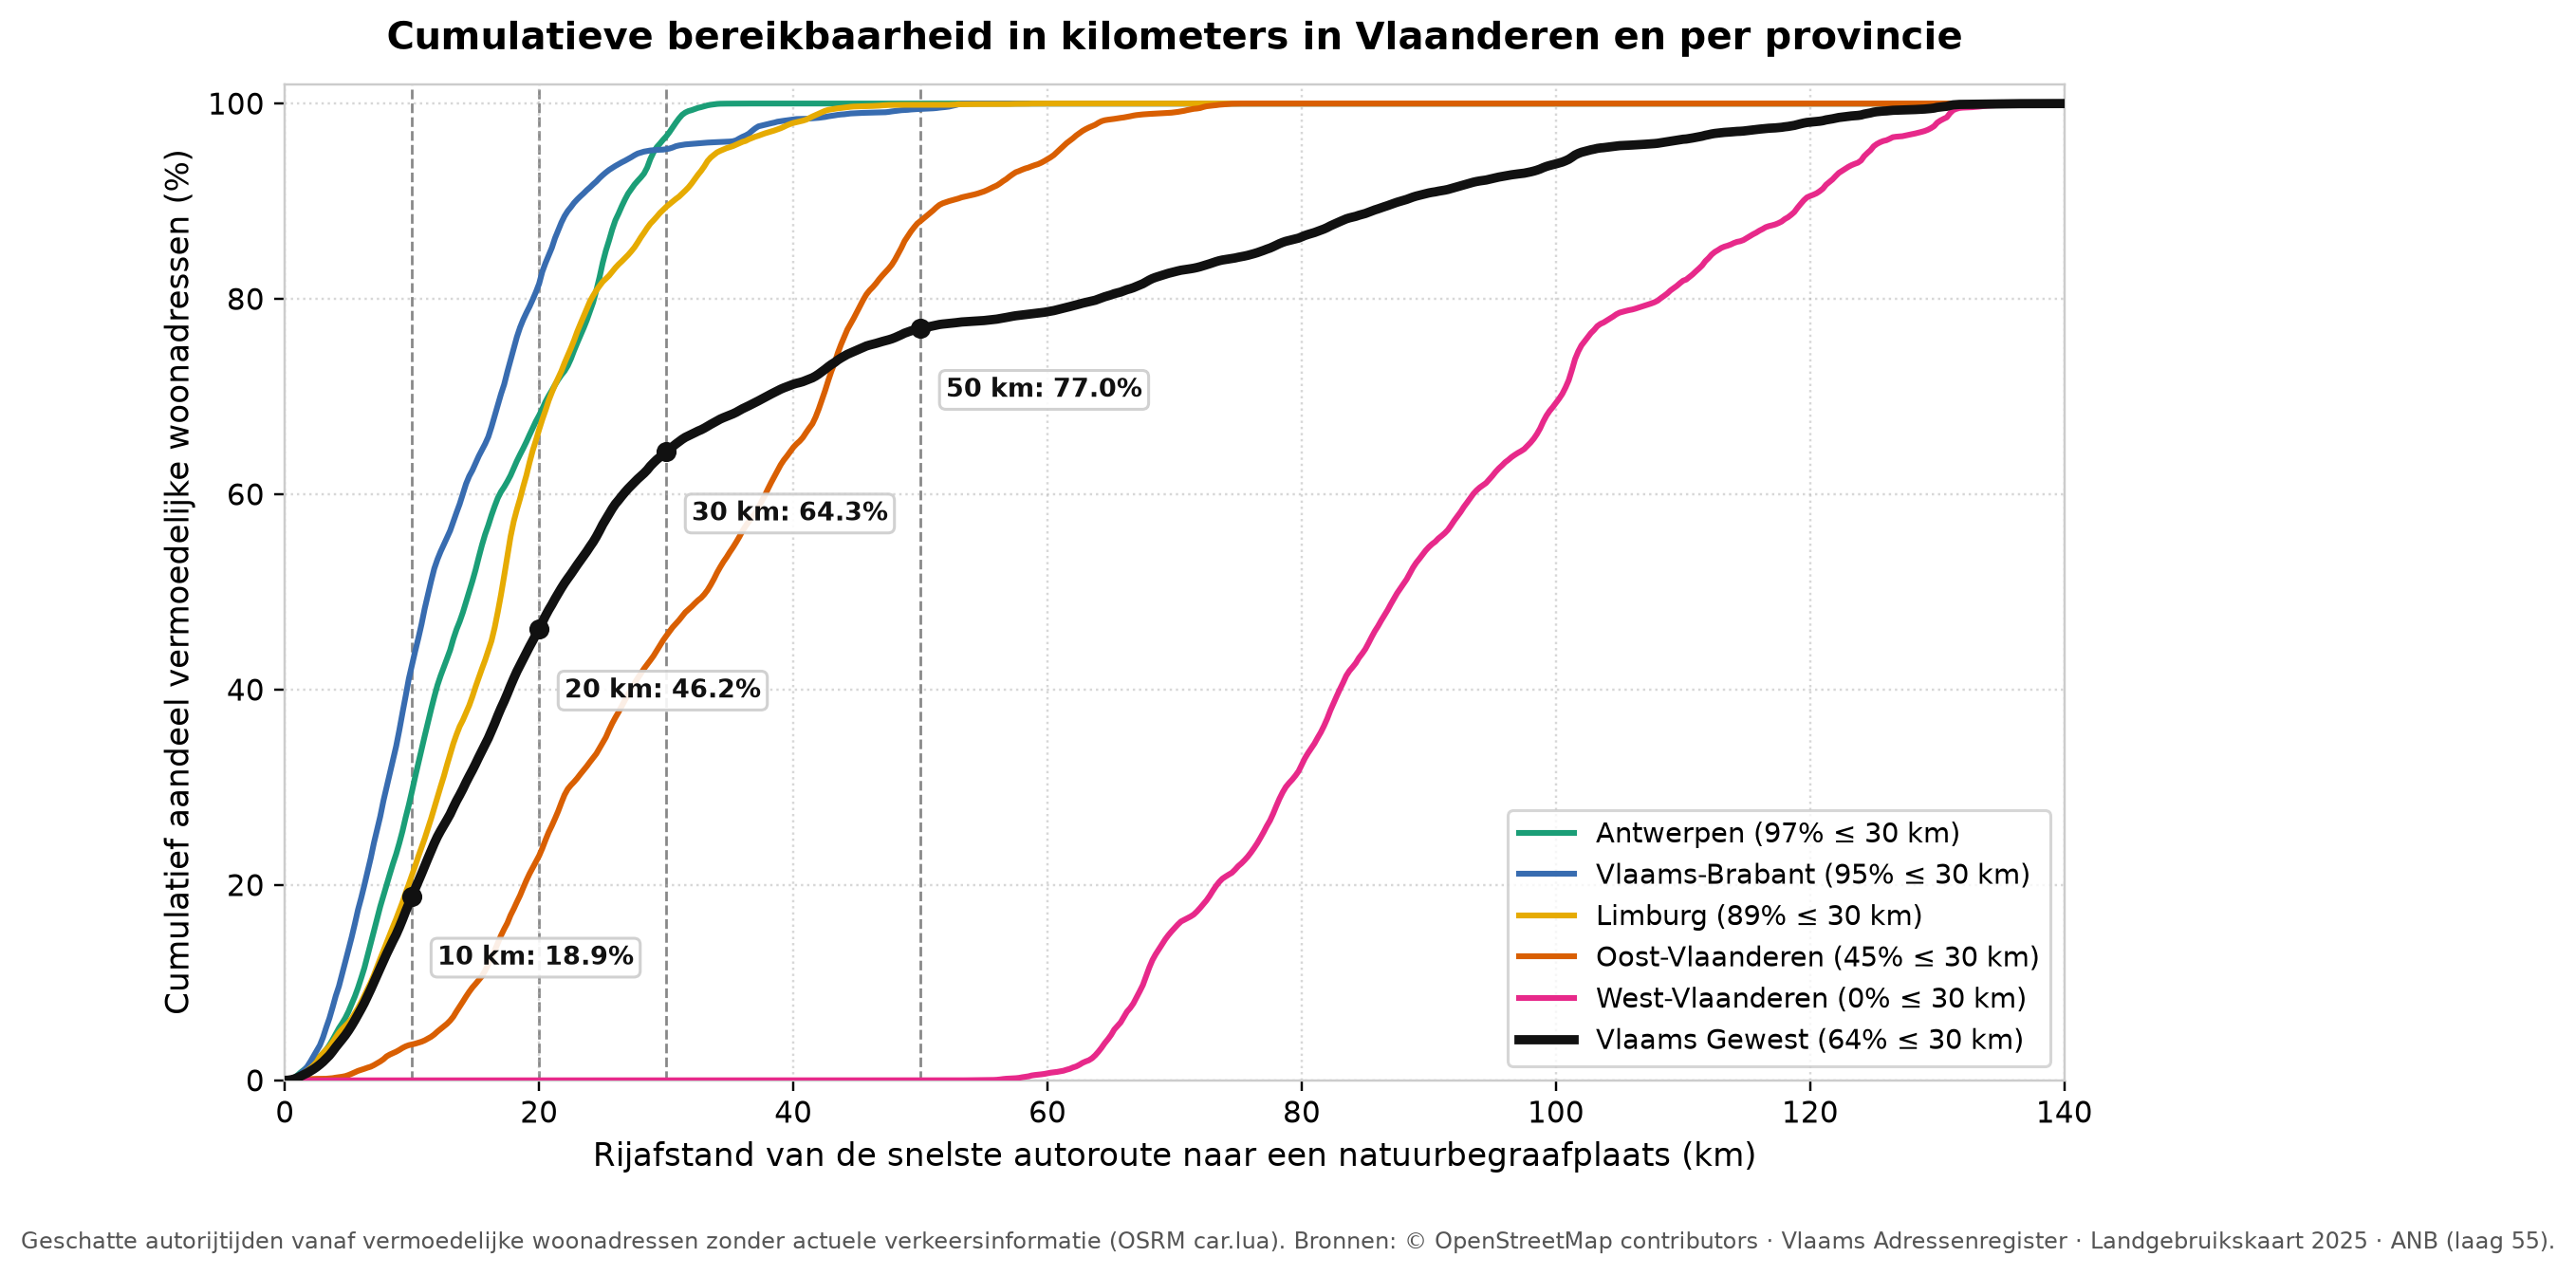 Cumulatieve bereikbaarheid in kilometers in Vlaanderen en per provincie
Cumulatief aandeel vermoedelijke woonadressen (%)
100
80
60
40
20
0
50 km: 77.0%
30 km: 64.3%
20 km: 46.2%
10 km: 18.9%
Antwerpen (97% ≤ 30 km)
Vlaams-Brabant (95% ≤ 30 km)
Limburg (89% ≤ 30 km)
Oost-Vlaanderen (45% ≤ 30 km)
West-Vlaanderen (0% ≤ 30 km)
Vlaams Gewest (64% ≤ 30 km)
0 20 40 60 80 100 120 140
Rijafstand van de snelste autoroute naar een natuurbegraafplaats (km)
Geschatte autorijtijden vanaf vermoedelijke woonadressen zonder actuele verkeersinformatie (OSRM car.lua). Bronnen: © OpenStreetMap contributors · Vlaams Adressenregister · Landgebruikskaart 2025 · ANB (laag 55).